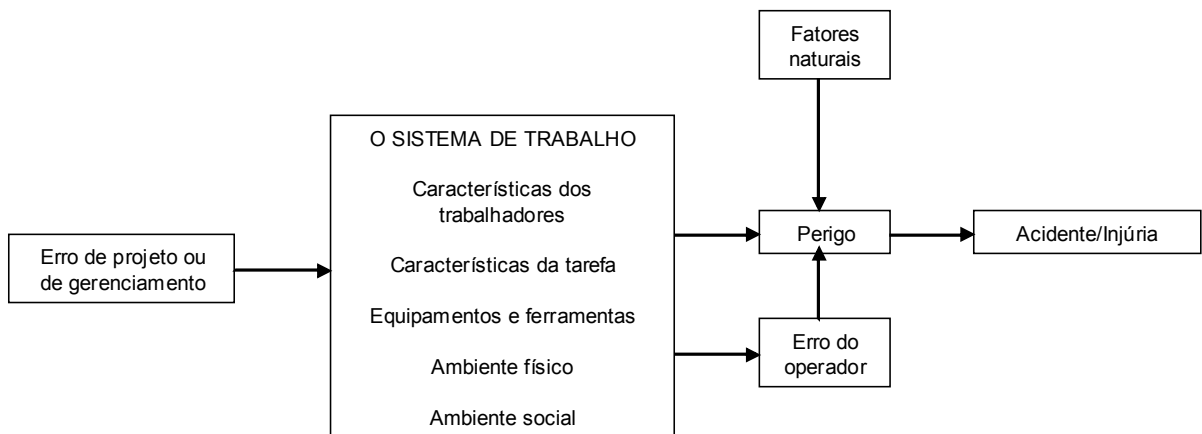 Erro de projeto ou
de gerenciamento
O SISTEMA DE TRABALHO
Características dos
trabalhadores
Características da tarefa
Equipamentos e ferramentas
Ambiente físico
Ambiente social
Fatores
naturais
Perigo
Erro do
operador
Acidente/Injúria